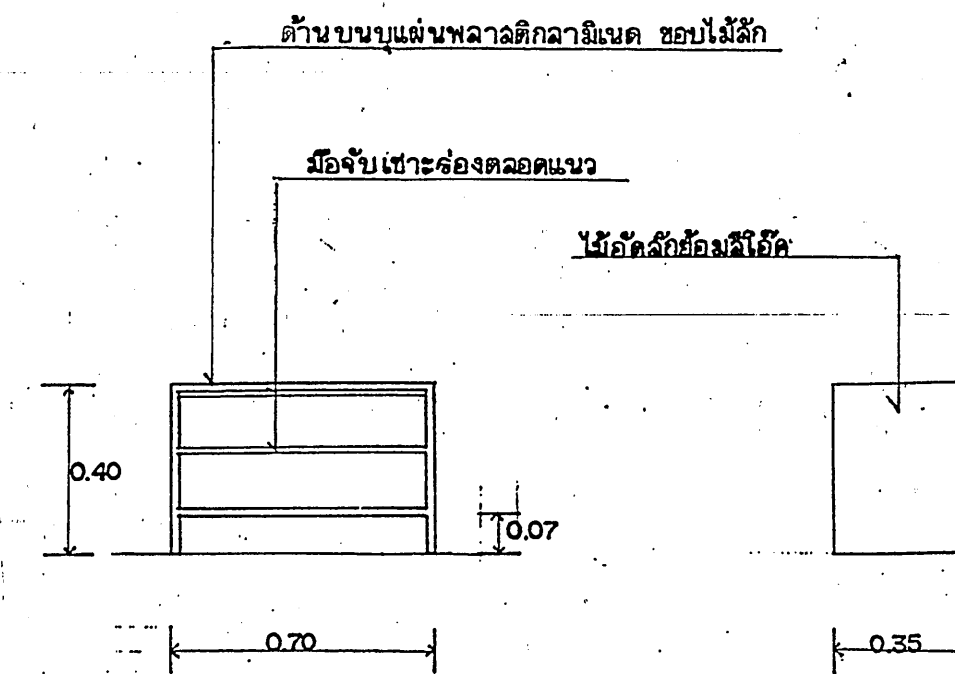 ด้านบนบุแผ่นพลาสติกลามิเนต ขอบไม้สัก
มือจับเซาะร่องตลอดแนว
ไม้อัดสักย้อมสีโอ๊ค
0.40
0.07
0.70
0.35